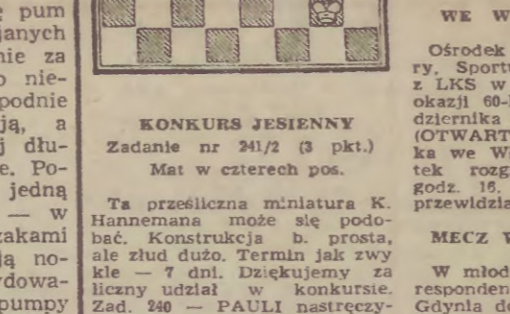 ę pum
janych
nie za
o nie-
podnie
ją, a
j dłu-
e. Po-
jedną
— w
zakami
ją no-
ydowa-
pumpy
KONKURS JESIENNY
Zadanie nr 241/2 (3 pkt.)
Mat w czterech pos.
Ta prześliczna miniatura K.
Hannemana może się podo-
bać. Konstrukcja b. prosta,
ale złud dużo. Termin jak zwy
kle — 7 dni. Dziękujemy za
liczny udział w konkursie.
Zad. 240 — PAULI nastręczy-
WE W
Ośrodek
ry, Sportu
z LKS w
okazji 60-l
dziernika
(OTWART
ka we Wł
tek rozg
godz. 16.
przewidzia
MECZ W
W młod
responden
Gdynia do